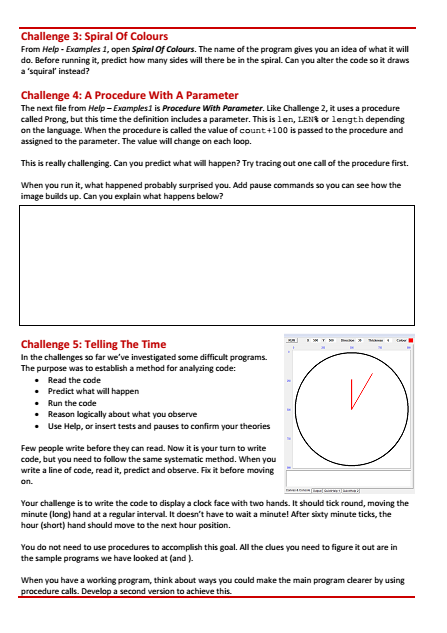 Challenge 3: Spiral Of Colours
From Help - Examples 1, open Spiral Of Colours. The name of the program gives you an idea of what it will
do. Before running it, predict how many sides will there be in the spiral. Can you alter the code so it draws
a ‘squiral’ instead?
Challenge 4: A Procedure With A Parameter
The next file from Help – Examples1 is Procedure With Parameter. Like Challenge 2, it uses a procedure
called Prong, but this time the definition includes a parameter. This is len, LEN% or length depending
on the language. When the procedure is called the value of count+100 is passed to the procedure and
assigned to the parameter. The value will change on each loop.
This is really challenging. Can you predict what will happen? Try tracing out one call of the procedure first.
When you run it, what happened probably surprised you. Add pause commands so you can see how the
image builds up. Can you explain what happens below?
Challenge 5: Telling The Time
In the challenges so far we’ve investigated some difficult programs.
The purpose was to establish a method for analyzing code:
• Read the code
• Predict what will happen
• Run the code
• Reason logically about what you observe
• Use Help, or insert tests and pauses to confirm your theories
Few people write before they can read. Now it is your turn to write
code, but you need to follow the same systematic method. When you
write a line of code, read it, predict and observe. Fix it before moving
on.
RUN X Y Direction Thickness Colour
Your challenge is to write the code to display a clock face with two hands. It should tick round, moving the
minute (long) hand at a regular interval. It doesn’t have to wait a minute! After sixty minute ticks, the
hour (short) hand should move to the next hour position.
You do not need to use procedures to accomplish this goal. All the clues you need to figure it out are in
the sample programs we have looked at (and ).
When you have a working program, think about ways you could make the main program clearer by using
procedure calls. Develop a second version to achieve this.